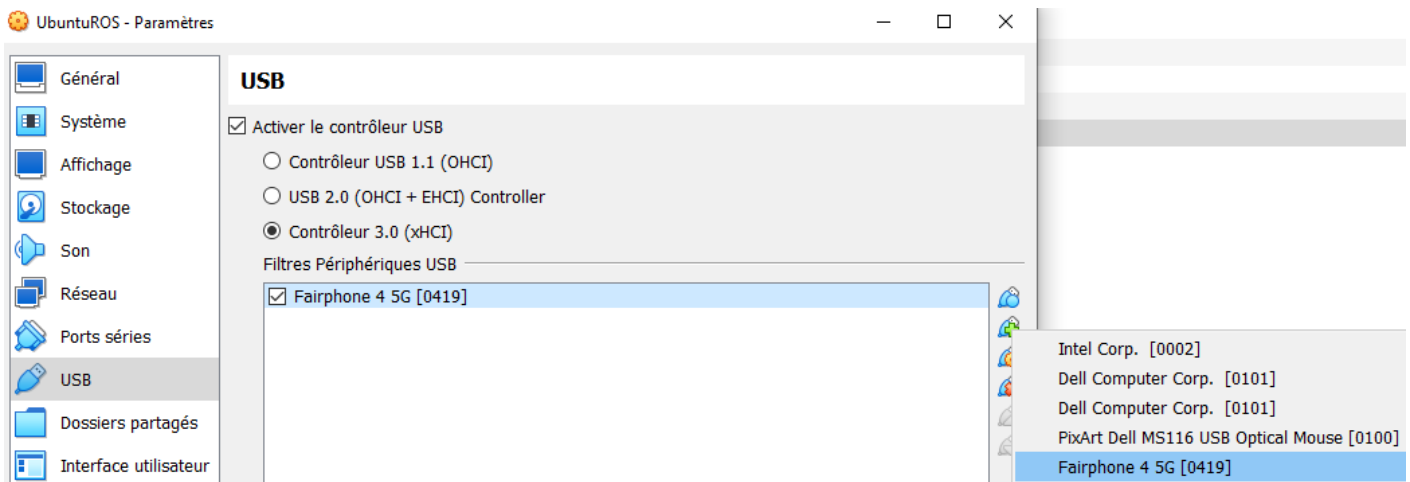 UbuntuROS - Paramètres
Général
Système
Affichage
Stockage
Son
Réseau
Ports séries
USB
Dossiers partagés
Interface utilisateur
USB
Activer le contrôleur USB
Contrôleur USB 1.1 (OHCI)
USB 2.0 (OHCI + EHCI) Controller
Contrôleur 3.0 (xHCI)
Filtres Périphériques USB
Fairphone 4 5G [0419]
Intel Corp. [0002]
Dell Computer Corp. [0101]
Dell Computer Corp. [0101]
PixArt Dell MS116 USB Optical Mouse [0100]
Fairphone 4 5G [0419]